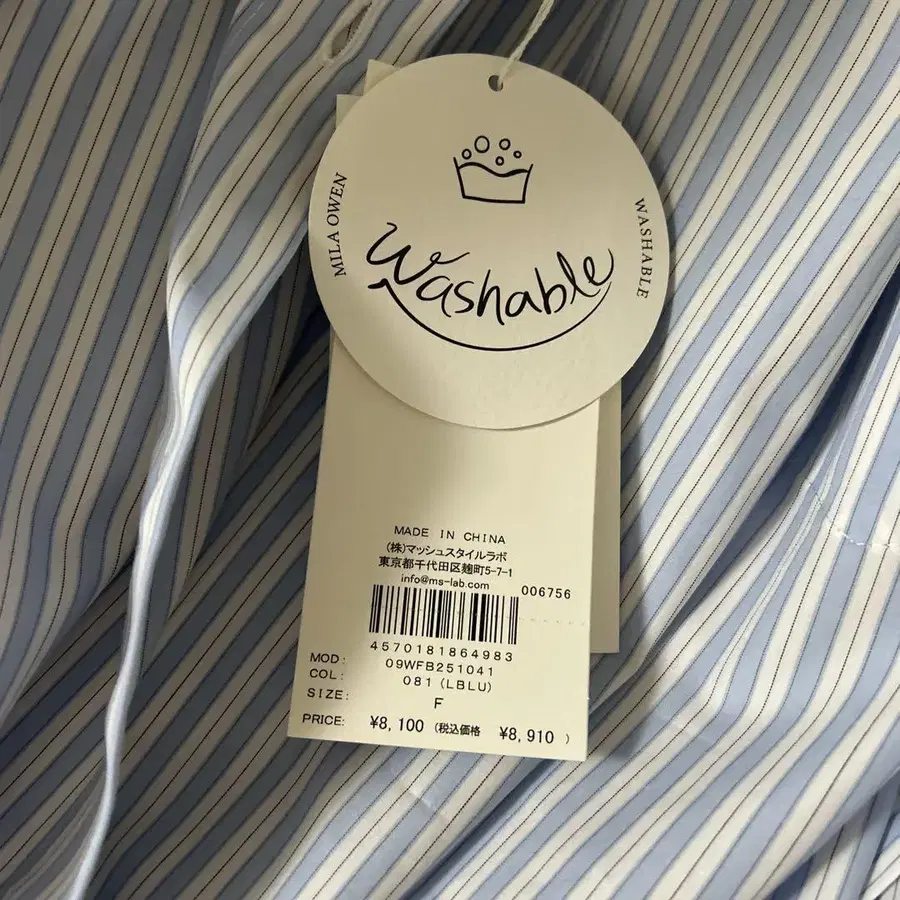 MILA OWEN
WASHABLE
Washable
MADE IN CHINA
(株)マッシュスタイルラボ
東京都千代田区麹町5-7-1
info@ms-lab.com
006756
4570181864983
MOD: 09WFB251041
COL: 081 (LBLU)
SIZE: F
PRICE: ¥8,100 (税込価格 ¥8,910 )